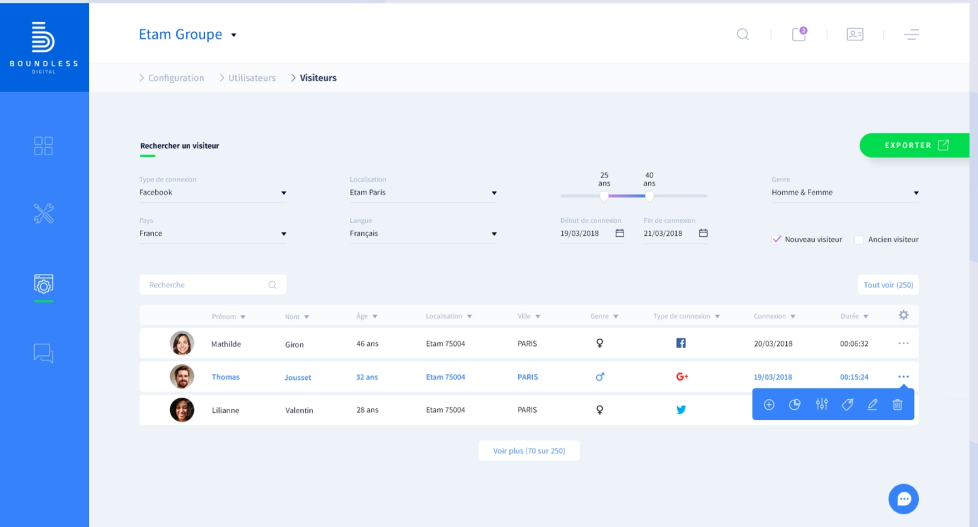 BOUNDLESS
DIGITAL
Etam Groupe
2
Configuration
Utilisateurs
Visiteurs
Rechercher un visiteur
EXPORTER
Type de connexion
Facebook
Localisation
Etam Paris
25
ans
40
ans
Genre
Homme & Femme
Pays
France
Langue
Français
Début de connexion
19/03/2018
Fin de connexion
21/03/2018
Nouveau visiteur
Ancien visiteur
Recherche
Tout voir (250)
Prénom Nom Âge Localisation Ville Genre Type de connexion Connexion Durée
Mathilde Giron 46 ans Etam 75004 PARIS 20/03/2018 00:06:32
Thomas Jousset 32 ans Etam 75004 PARIS G+ 19/03/2018 00:15:24
Lilianne Valentin 28 ans Etam 75004 PARIS
Voir plus (70 sur 250)